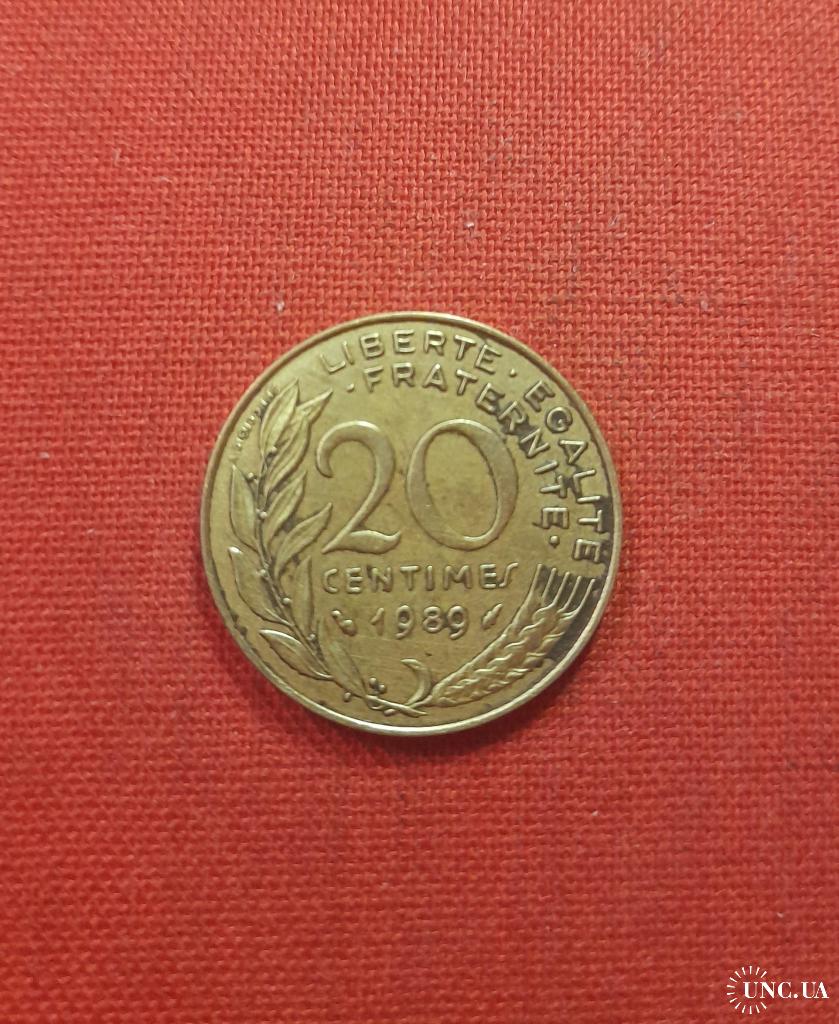 LIBERTE · EGALITE
· FRATERNITE ·
20
CENTIMES
1989
UNC.UA